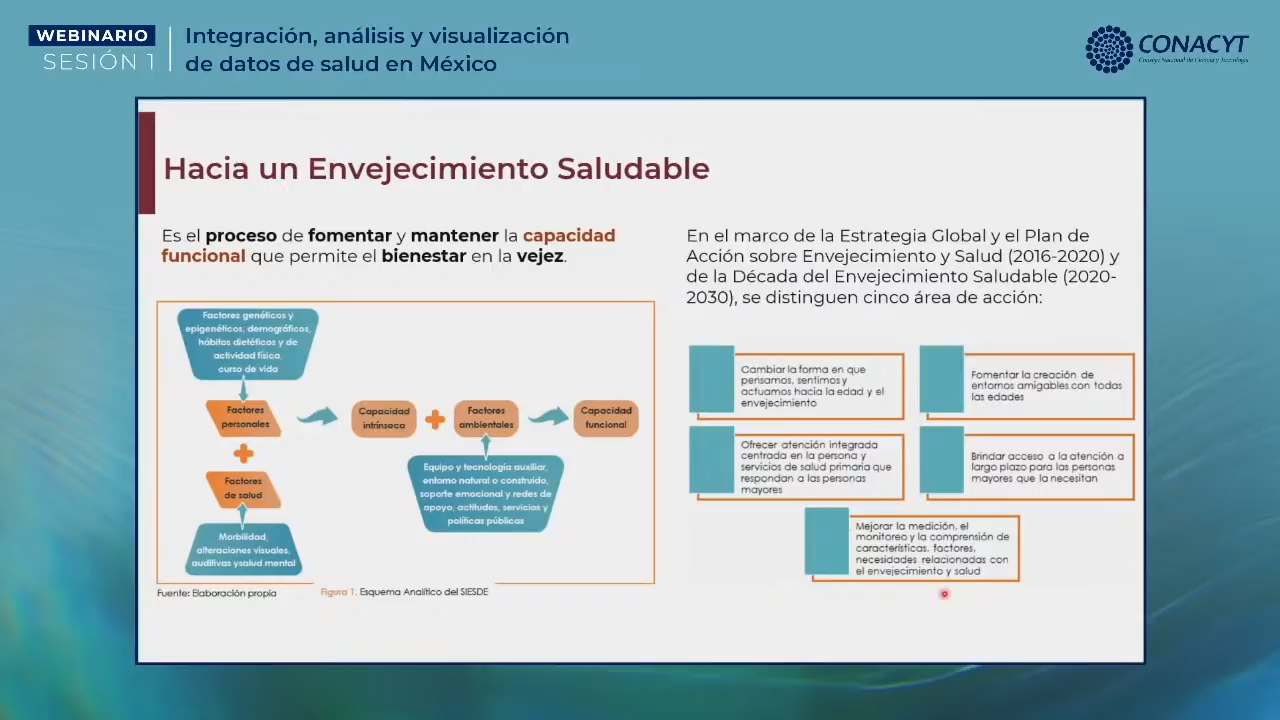 WEBINARIO
SESIÓN 1
Integración, análisis y visualización
de datos de salud en México
CONACYT
Consejo Nacional de Ciencia y Tecnología
Hacia un Envejecimiento Saludable
Es el proceso de fomentar y mantener la capacidad
funcional que permite el bienestar en la vejez.
Factores genéticos y
epigenéticos, demográficos,
hábitos dietéticos y de
actividad física,
curso de vida
Factores
personales
Factores
de salud
Morbilidad,
alteraciones visuales,
auditivas ysalud mental
Capacidad
intrínseca
Factores
ambientales
Capacidad
funcional
Equipo y tecnología auxiliar,
entorno natural o construido,
soporte emocional y redes de
apoyo, actitudes, servicios y
políticas públicas
Fuente: Elaboración propia
Figura 1. Esquema Analítico del SIESDE
En el marco de la Estrategia Global y el Plan de
Acción sobre Envejecimiento y Salud (2016-2020) y
de la Década del Envejecimiento Saludable (2020-
2030), se distinguen cinco área de acción:
Cambiar la forma en que
pensamos, sentimos y
actuamos hacia la edad y el
envejecimiento
Fomentar la creación de
entornos amigables con todas
las edades
Ofrecer atención integrada
centrada en la persona y
servicios de salud primaria que
respondan a las personas
mayores
Brindar acceso a la atención a
largo plazo para las personas
mayores que la necesitan
Mejorar la medición, el
monitoreo y la comprensión de
características, factores,
necesidades relacionadas con
el envejecimiento y salud